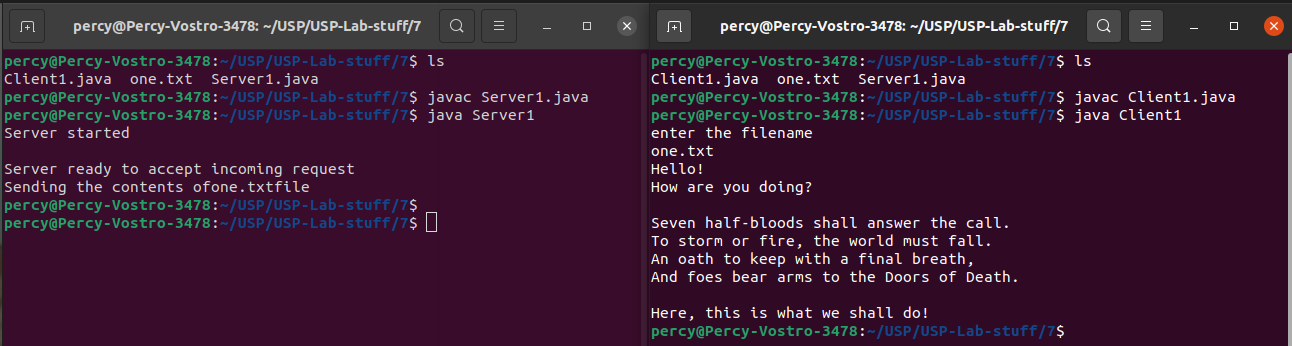 percy@Percy-Vostro-3478: ~/USP/USP-Lab-stuff/7
percy@Percy-Vostro-3478:~/USP/USP-Lab-stuff/7$ ls
Client1.java  one.txt  Server1.java
percy@Percy-Vostro-3478:~/USP/USP-Lab-stuff/7$ javac Server1.java
percy@Percy-Vostro-3478:~/USP/USP-Lab-stuff/7$ java Server1
Server started

Server ready to accept incoming request
Sending the contents ofone.txtfile
percy@Percy-Vostro-3478:~/USP/USP-Lab-stuff/7$
percy@Percy-Vostro-3478:~/USP/USP-Lab-stuff/7$
percy@Percy-Vostro-3478: ~/USP/USP-Lab-stuff/7
percy@Percy-Vostro-3478:~/USP/USP-Lab-stuff/7$ ls
Client1.java  one.txt  Server1.java
percy@Percy-Vostro-3478:~/USP/USP-Lab-stuff/7$ javac Client1.java
percy@Percy-Vostro-3478:~/USP/USP-Lab-stuff/7$ java Client1
enter the filename
one.txt
Hello!
How are you doing?

Seven half-bloods shall answer the call.
To storm or fire, the world must fall.
An oath to keep with a final breath,
And foes bear arms to the Doors of Death.

Here, this is what we shall do!
percy@Percy-Vostro-3478:~/USP/USP-Lab-stuff/7$